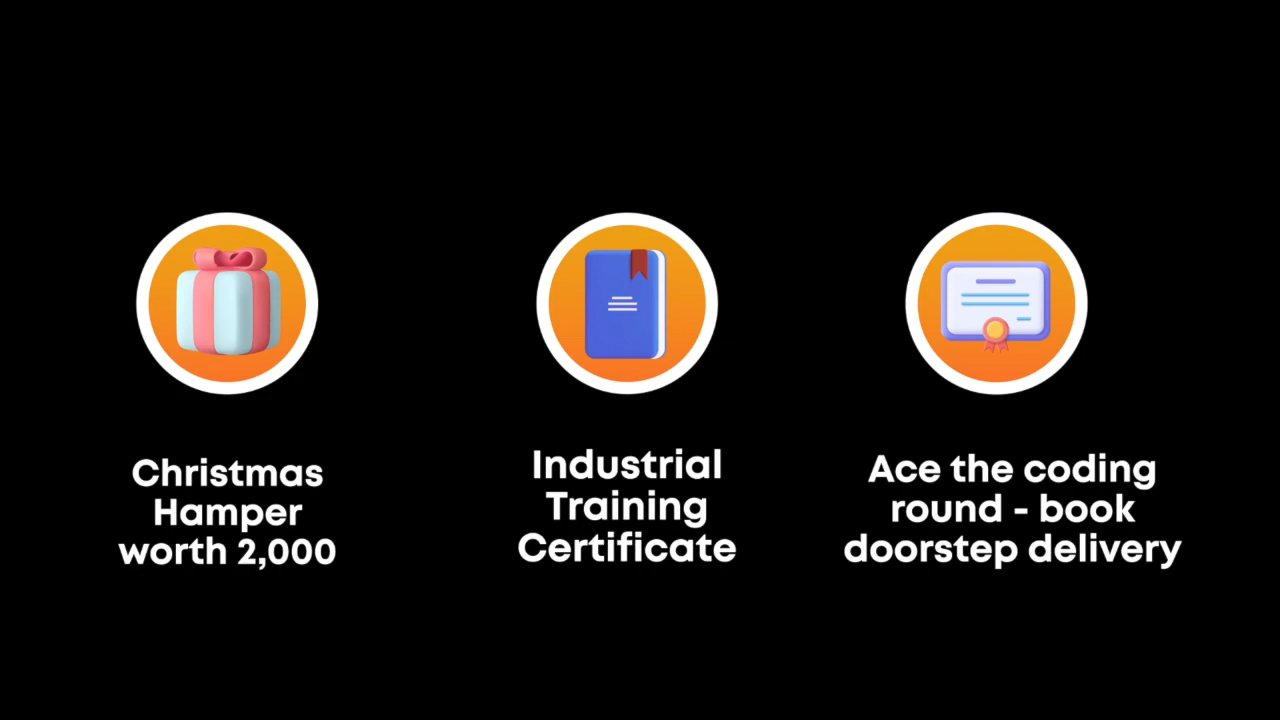 Christmas
Hamper
worth 2,000
Industrial
Training
Certificate
Ace the coding
round - book
doorstep delivery